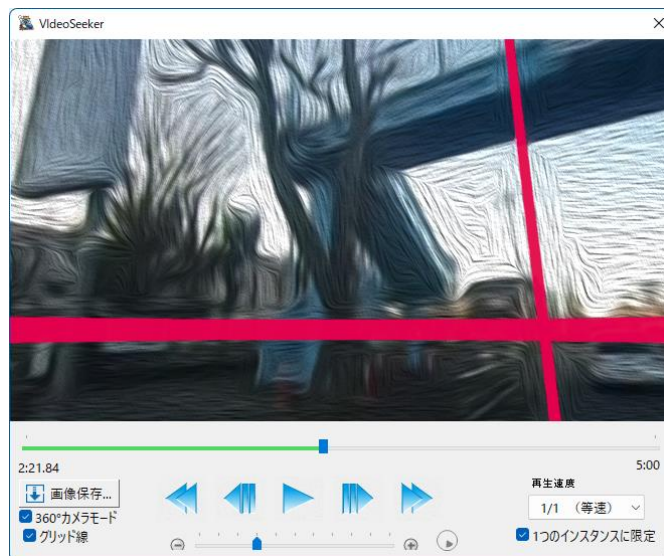 VIdeoSeeker
2:21.84
5:00
画像保存...
360°カメラモード
グリッド線
再生速度
1/1 （等速）
1つのインスタンスに限定